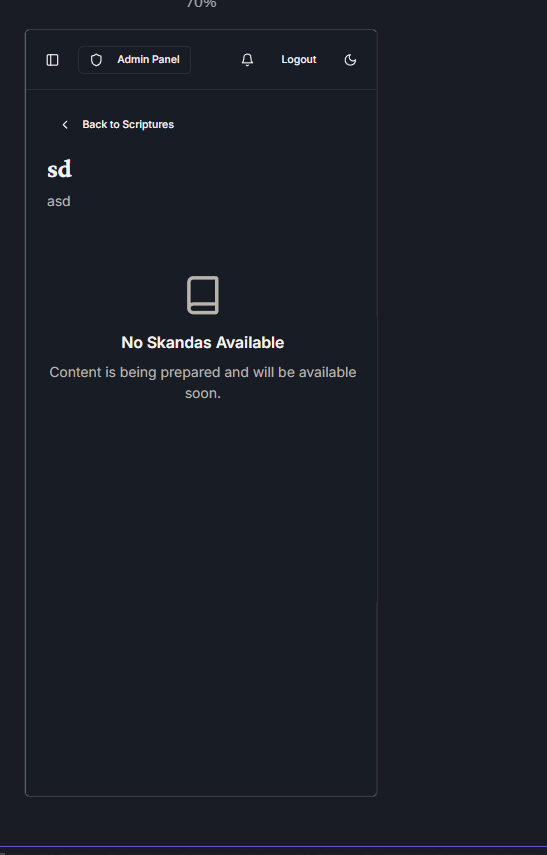 70%
Admin Panel
Logout
Back to Scriptures
sd
asd
No Skandas Available
Content is being prepared and will be available
soon.